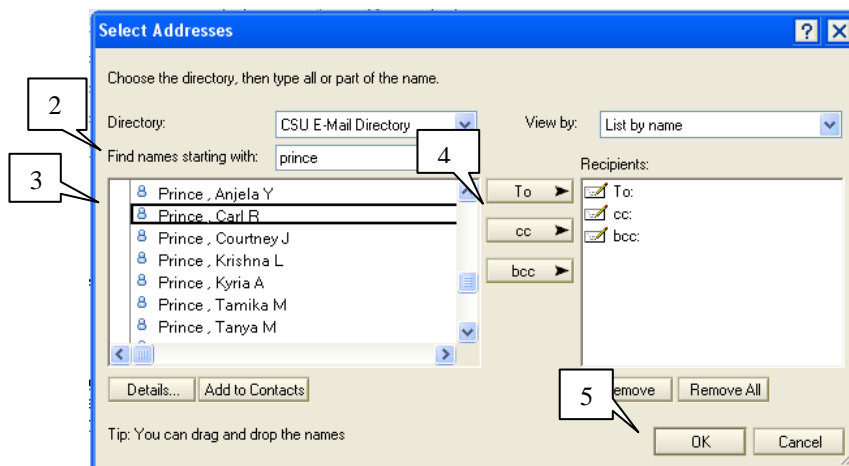 Select Addresses
Choose the directory, then type all or part of the name.
2
Directory:
CSU E-Mail Directory
View by:
List by name
Find names starting with:
prince
4
Recipients:
3
Prince , Anjela Y
Prince , Carl R
Prince , Courtney J
Prince , Krishna L
Prince , Kyria A
Prince , Tamika M
Prince , Tanya M
To
cc
bcc
To:
cc:
bcc:
Details...
Add to Contacts
5
emove
Remove All
Tip: You can drag and drop the names
OK
Cancel